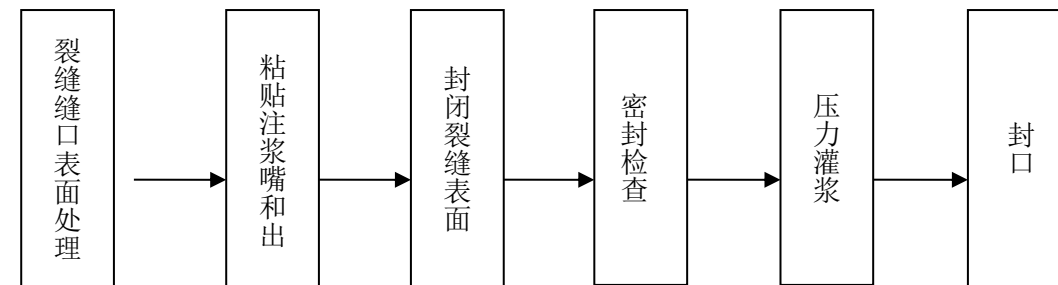 裂缝缝口表面处理
粘贴注浆嘴和出
封闭裂缝表面
密封检查
压力灌浆
封口